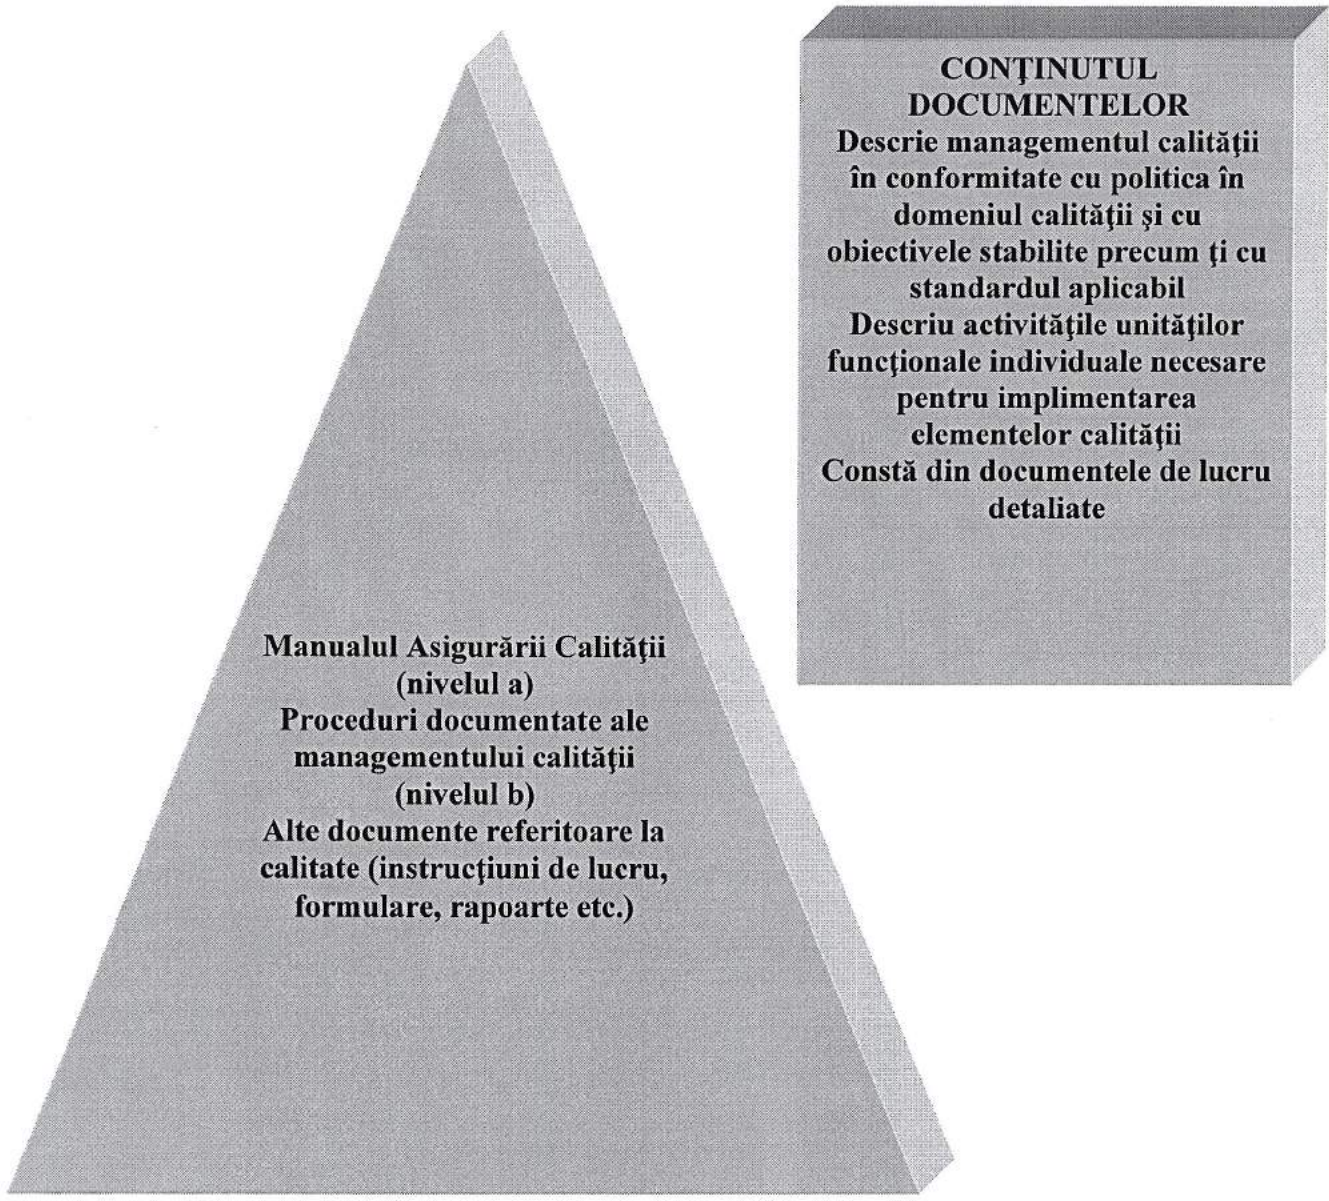 CONŢINUTUL
DOCUMENTELOR
Descrie managementul calităţii
în conformitate cu politica în
domeniul calităţii şi cu
obiectivele stabilite precum ţi cu
standardul aplicabil
Descriu activităţile unităţilor
funcţionale individuale necesare
pentru implimentarea
elementelor calităţii
Constă din documentele de lucru
detaliate
Manualul Asigurării Calităţii
(nivelul a)
Proceduri documentate ale
managementului calităţii
(nivelul b)
Alte documente referitoare la
calitate (instrucţiuni de lucru,
formulare, rapoarte etc.)